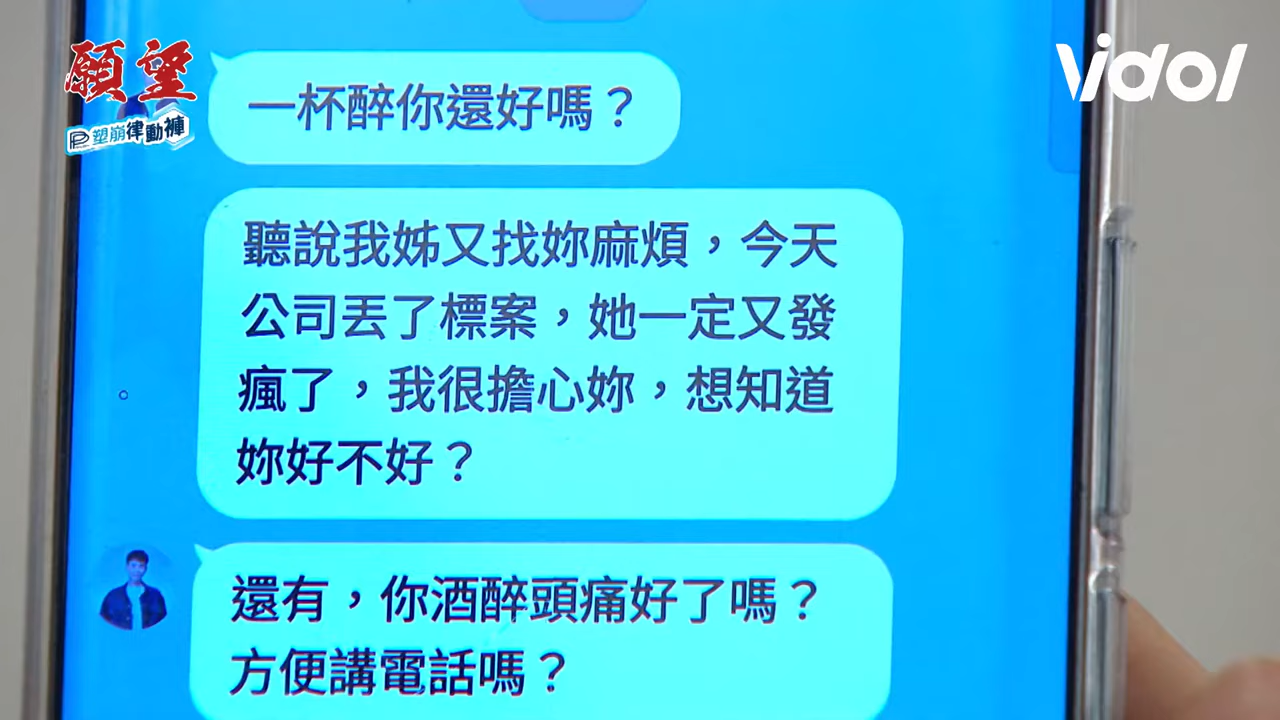 願望
塑崩律動褲
vidol
一杯醉你還好嗎？
聽說我姊又找妳麻煩，今天
公司丟了標案，她一定又發
瘋了，我很擔心妳，想知道
妳好不好？
還有，你酒醉頭痛好了嗎？
方便講電話嗎？